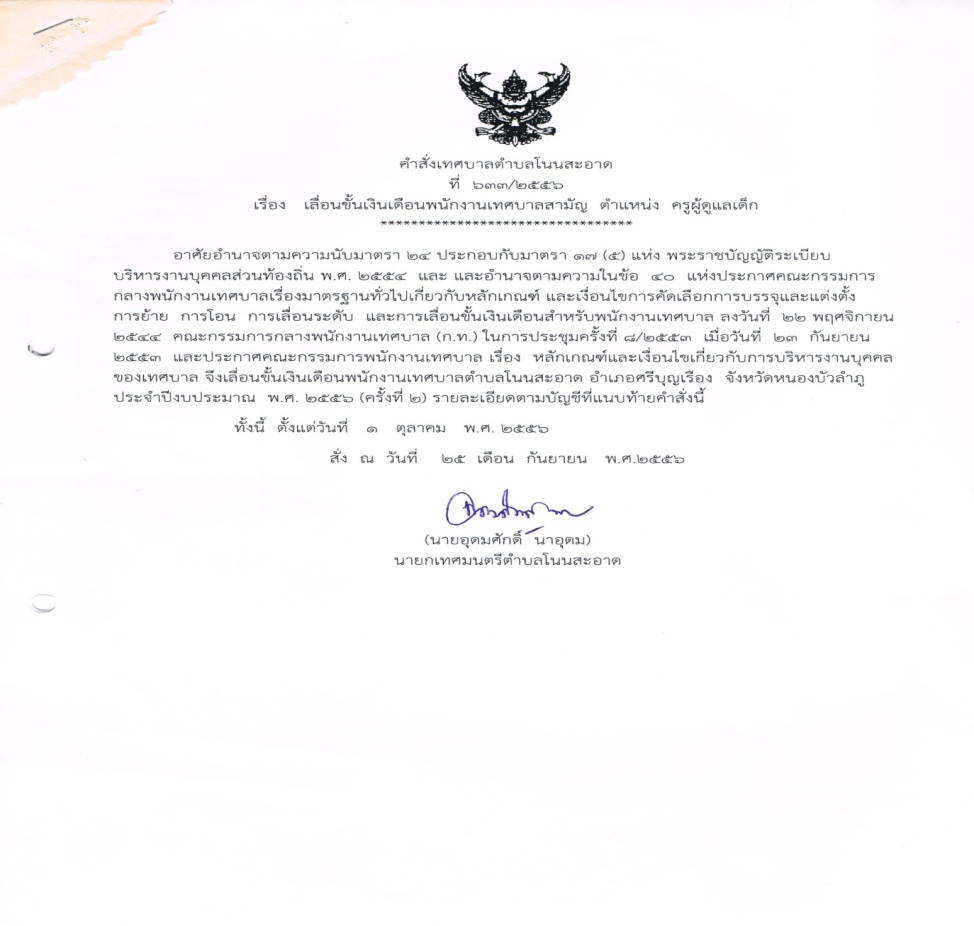 คำสั่งเทศบาลตำบลโนนสะอาด
ที่ ๖๓๓/๒๕๕๖
เรื่อง เลื่อนขั้นเงินเดือนพนักงานเทศบาลสามัญ ตำแหน่ง ครูผู้ดูแลเด็ก
*********************************
อาศัยอำนาจตามความนับมาตรา ๒๔ ประกอบกับมาตรา ๑๗ (๕) แห่ง พระราชบัญญัติระเบียบ
บริหารงานบุคคลส่วนท้องถิ่น พ.ศ. ๒๕๕๔ และ และอำนาจตามความในข้อ ๔๐ แห่งประกาศคณะกรรมการ
กลางพนักงานเทศบาลเรื่องมาตรฐานทั่วไปเกี่ยวกับหลักเกณฑ์ และเงื่อนไขการคัดเลือกการบรรจุและแต่งตั้ง
การย้าย การโอน การเลื่อนระดับ และการเลื่อนขั้นเงินเดือนสำหรับพนักงานเทศบาล ลงวันที่ ๒๒ พฤศจิกายน
๒๕๔๔ คณะกรรมการกลางพนักงานเทศบาล (ก.ท.) ในการประชุมครั้งที่ ๘/๒๕๕๓ เมื่อวันที่ ๒๓ กันยายน
๒๕๕๓ และประกาศคณะกรรมการพนักงานเทศบาล เรื่อง หลักเกณฑ์และเงื่อนไขเกี่ยวกับการบริหารงานบุคคล
ของเทศบาล จึงเลื่อนขั้นเงินเดือนพนักงานเทศบาลตำบลโนนสะอาด อำเภอศรีบุญเรือง จังหวัดหนองบัวลำภู
ประจำปีงบประมาณ พ.ศ. ๒๕๕๖ (ครั้งที่ ๒) รายละเอียดตามบัญชีที่แนบท้ายคำสั่งนี้
ทั้งนี้ ตั้งแต่วันที่ ๑ ตุลาคม พ.ศ. ๒๕๕๖
สั่ง ณ วันที่ ๒๕ เดือน กันยายน พ.ศ.๒๕๕๖
(นายอุดมศักดิ์ นาอุดม)
นายกเทศมนตรีตำบลโนนสะอาด